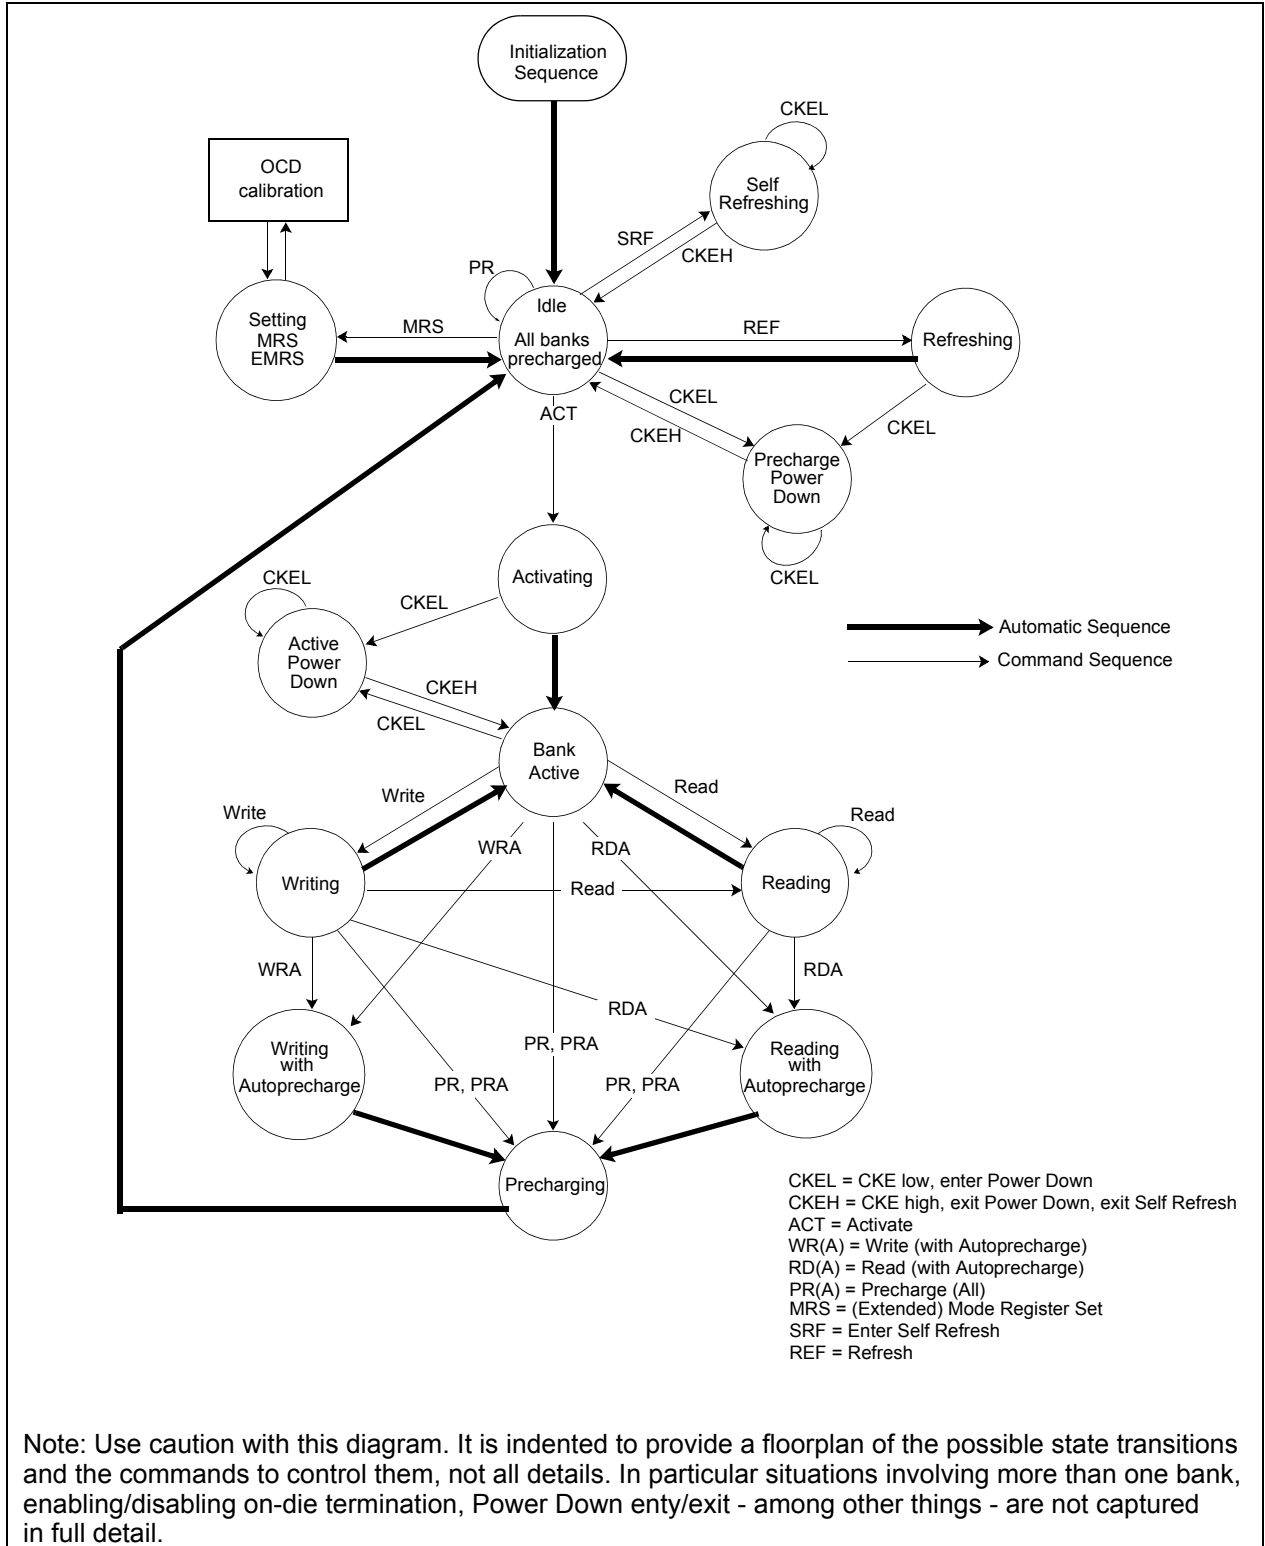 Initialization
Sequence
CKEL
OCD
calibration
Self
Refreshing
SRF
CKEH
PR
Idle
All banks
precharged
Setting
MRS
EMRS
MRS
REF
Refreshing
CKEL
CKEH
CKEL
ACT
Precharge
Power
Down
CKEL
Activating
CKEL
CKEL
Active
Power
Down
Automatic Sequence
Command Sequence
CKEH
CKEL
Bank
Active
Write
Read
Write
Read
WRA
RDA
Writing
Read
Reading
WRA
RDA
RDA
PR, PRA
Writing
with
Autoprecharge
Reading
with
Autoprecharge
PR, PRA
PR, PRA
Precharging
CKEL = CKE low, enter Power Down
CKEH = CKE high, exit Power Down, exit Self Refresh
ACT = Activate
WR(A) = Write (with Autoprecharge)
RD(A) = Read (with Autoprecharge)
PR(A) = Precharge (All)
MRS = (Extended) Mode Register Set
SRF = Enter Self Refresh
REF = Refresh
Note: Use caution with this diagram. It is indented to provide a floorplan of the possible state transitions
and the commands to control them, not all details. In particular situations involving more than one bank,
enabling/disabling on-die termination, Power Down enty/exit - among other things - are not captured
in full detail.